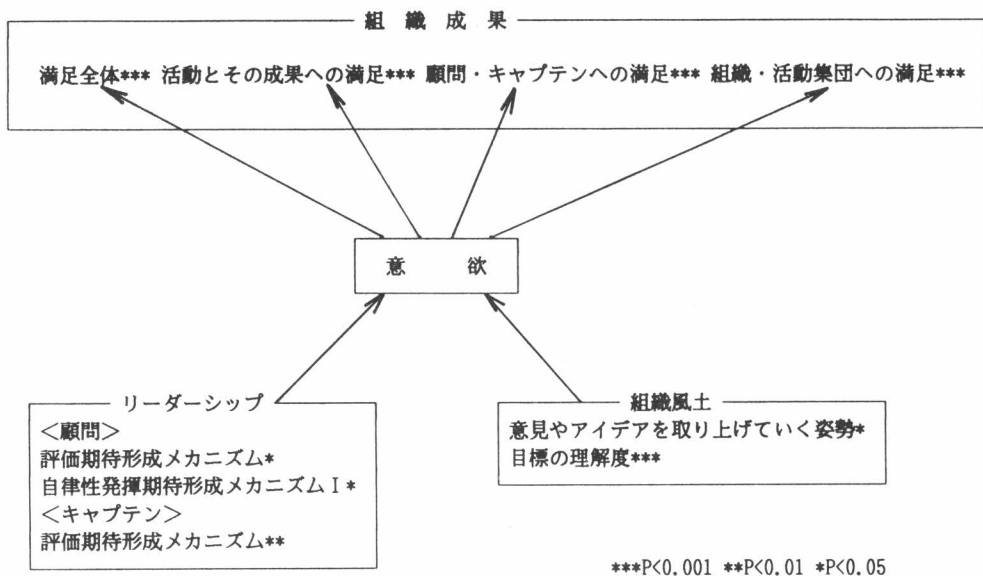 組織成果
満足全体*** 活動とその成果への満足*** 顧問・キャプテンへの満足*** 組織・活動集団への満足***
意欲
リーダーシップ
<顧問>
評価期待形成メカニズム*
自律性発揮期待形成メカニズムⅠ*
<キャプテン>
評価期待形成メカニズム**
組織風土
意見やアイデアを取り上げていく姿勢*
目標の理解度***
***P<0.001 **P<0.01 *P<0.05